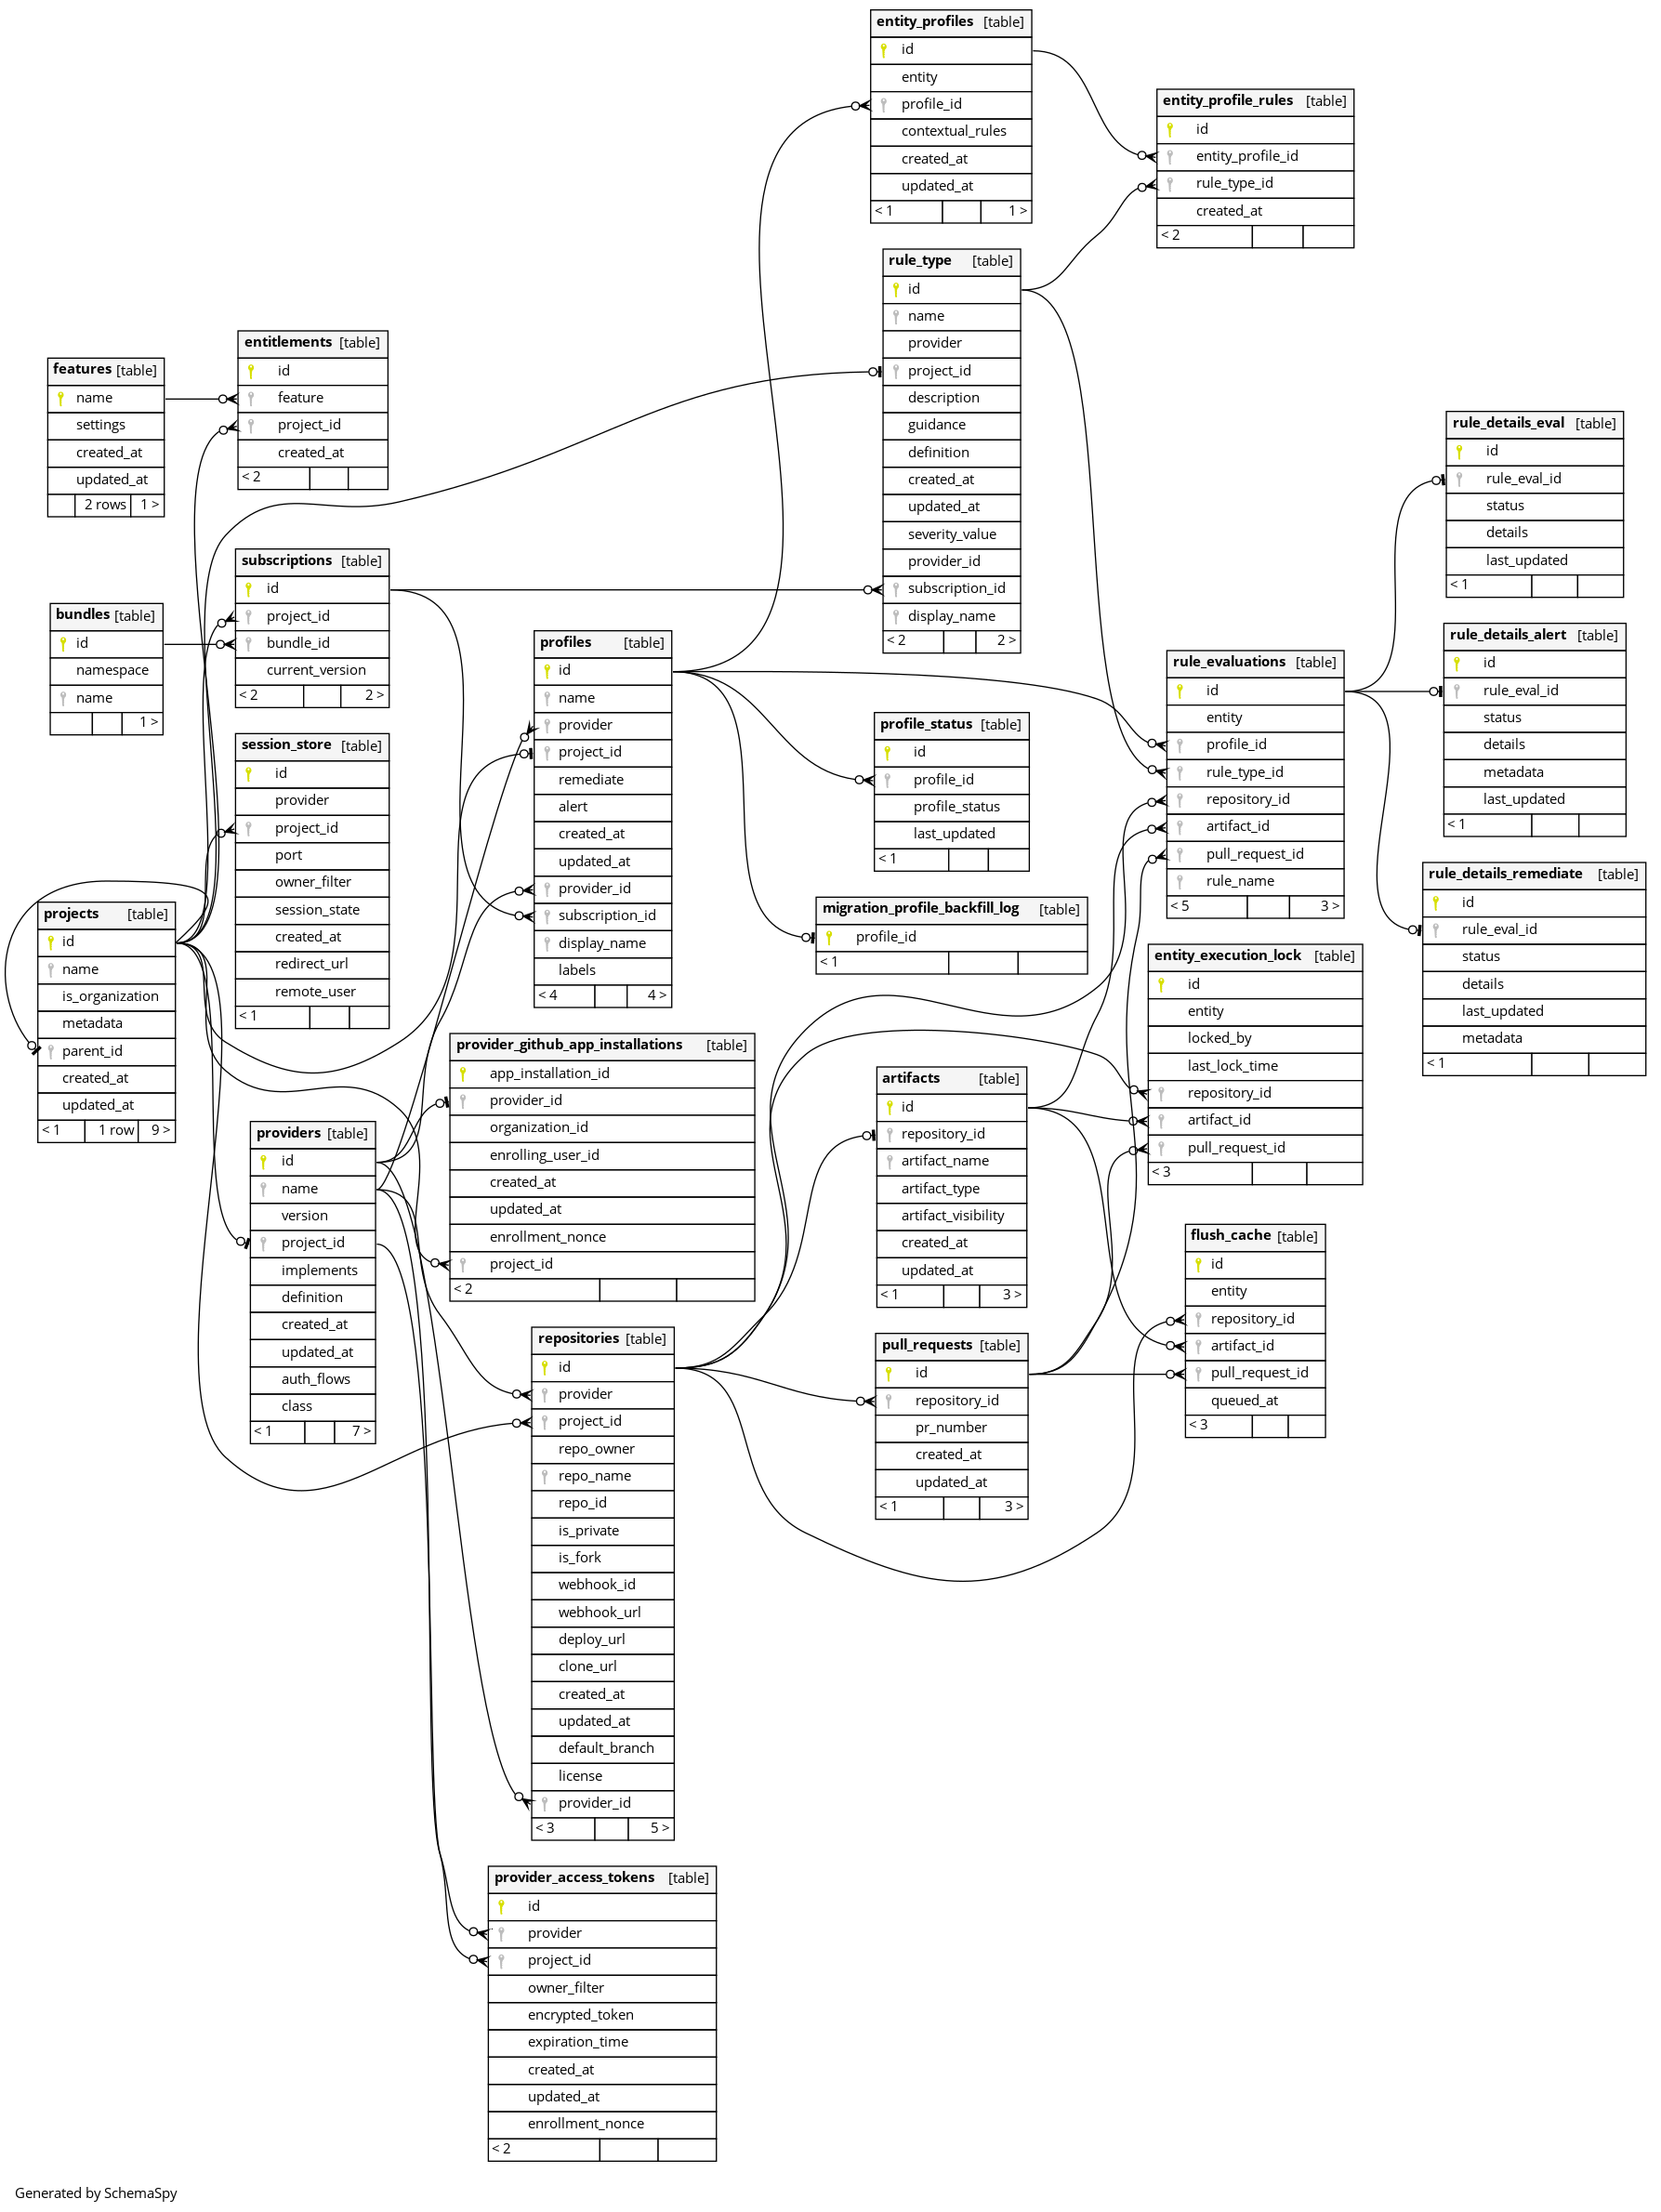 entity_profiles [table]
id
entity
profile_id
contextual_rules
created_at
updated_at
< 1 1 >
entity_profile_rules [table]
id
entity_profile_id
rule_type_id
created_at
< 2
rule_type [table]
id
name
provider
project_id
description
guidance
definition
created_at
updated_at
severity_value
provider_id
subscription_id
display_name
< 2 2 >
features [table]
name
settings
created_at
updated_at
2 rows 1 >
entitlements [table]
id
feature
project_id
created_at
< 2
bundles [table]
id
namespace
name
1 >
subscriptions [table]
id
project_id
bundle_id
current_version
< 2 2 >
session_store [table]
id
provider
project_id
port
owner_filter
session_state
created_at
redirect_url
remote_user
< 1
projects [table]
id
name
is_organization
metadata
parent_id
created_at
updated_at
< 1 1 row 9 >
profiles [table]
id
name
provider
project_id
remediate
alert
created_at
updated_at
provider_id
subscription_id
display_name
labels
< 4 4 >
profile_status [table]
id
profile_id
profile_status
last_updated
< 1
migration_profile_backfill_log [table]
profile_id
< 1
rule_evaluations [table]
id
entity
profile_id
rule_type_id
repository_id
artifact_id
pull_request_id
rule_name
< 5 3 >
rule_details_eval [table]
id
rule_eval_id
status
details
last_updated
< 1
rule_details_alert [table]
id
rule_eval_id
status
details
metadata
last_updated
< 1
rule_details_remediate [table]
id
rule_eval_id
status
details
last_updated
metadata
< 1
entity_execution_lock [table]
id
entity
locked_by
last_lock_time
repository_id
artifact_id
pull_request_id
< 3
provider_github_app_installations [table]
app_installation_id
provider_id
organization_id
enrolling_user_id
created_at
updated_at
enrollment_nonce
project_id
< 2
providers [table]
id
name
version
project_id
implements
definition
created_at
updated_at
auth_flows
class
< 1 7 >
artifacts [table]
id
repository_id
artifact_name
artifact_type
artifact_visibility
created_at
updated_at
< 1 3 >
flush_cache [table]
id
entity
repository_id
artifact_id
pull_request_id
queued_at
< 3
repositories [table]
id
provider
project_id
repo_owner
repo_name
repo_id
is_private
is_fork
webhook_id
webhook_url
deploy_url
clone_url
created_at
updated_at
default_branch
license
provider_id
< 3 5 >
pull_requests [table]
id
repository_id
pr_number
created_at
updated_at
< 1 3 >
provider_access_tokens [table]
id
provider
project_id
owner_filter
encrypted_token
expiration_time
created_at
updated_at
enrollment_nonce
< 2
Generated by SchemaSpy